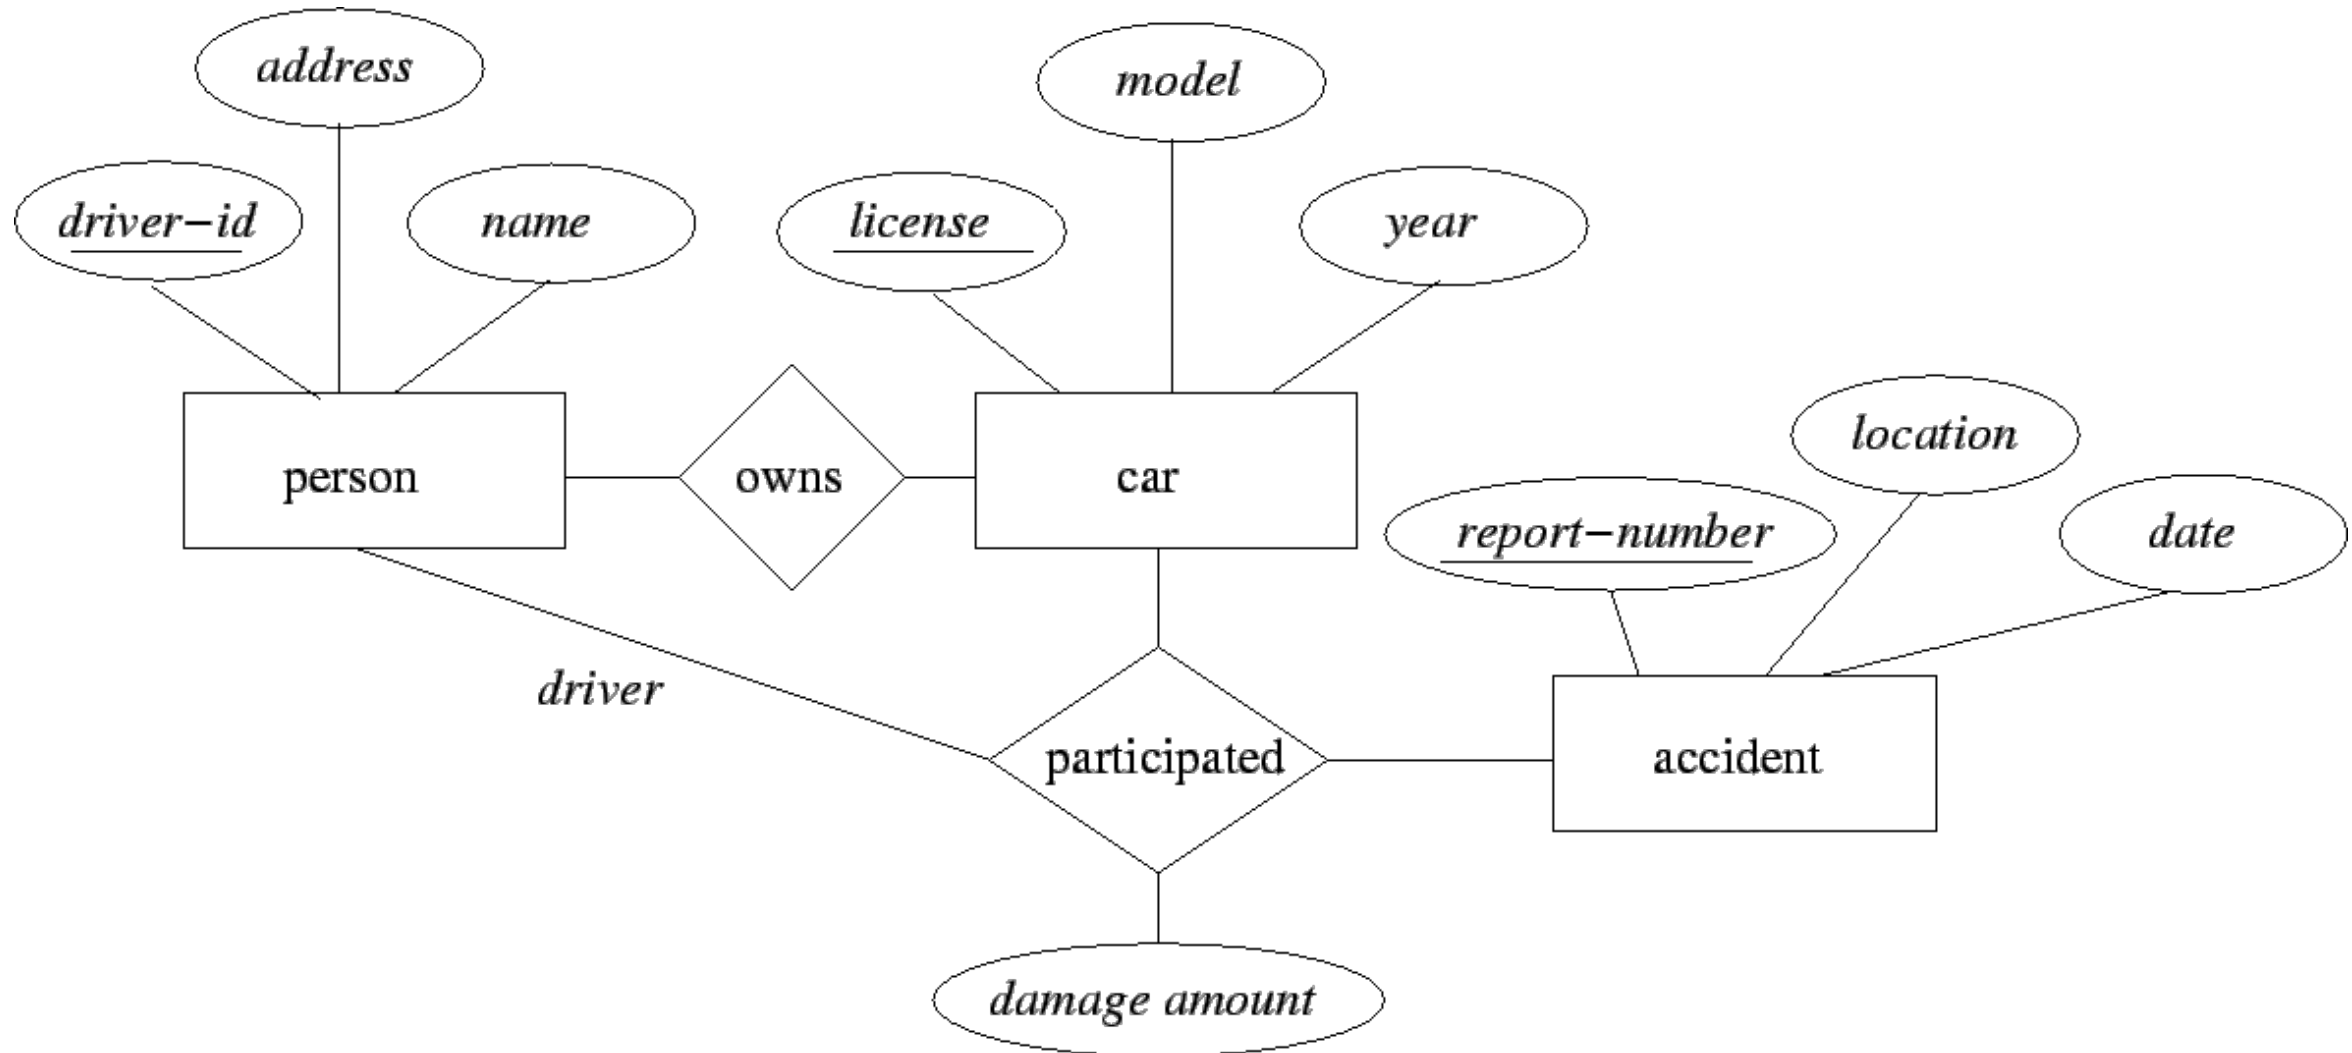 address
model
driver–id
name
license
year
location
person
owns
car
report–number
date
driver
participated
accident
damage amount